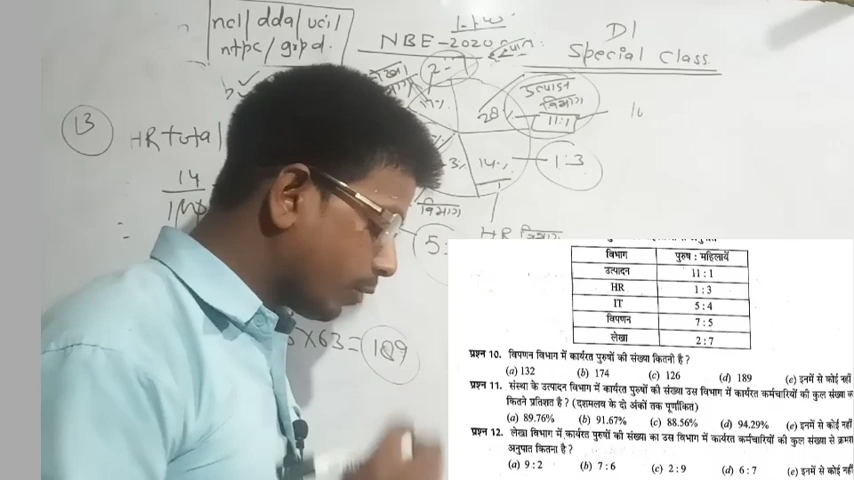 ncl/dda/uci/
ntpc/grp d.
NBE-2020
DI
Special Class
उत्पादन
विभाग
28%
11:1
14%
1:3
विभाग
HR विभाग
13
HR total
14
5:
×63=189
विभाग पुरुष : महिलायें
उत्पादन 11 : 1
HR 1 : 3
IT 5 : 4
विपणन 7 : 5
लेखा 2 : 7
प्रश्न 10. विपणन विभाग में कार्यरत पुरुषों की संख्या कितनी है ?
(a) 132 (b) 174 (c) 126 (d) 189 (e) इनमें से कोई नहीं
प्रश्न 11. संस्था के उत्पादन विभाग में कार्यरत पुरुषों की संख्या उस विभाग में कार्यरत कर्मचारियों की कुल संख्या का
कितने प्रतिशत है ? (दशमलव के दो अंकों तक पूर्णांकित)
(a) 89.76% (b) 91.67% (c) 88.56% (d) 94.29% (e) इनमें से कोई नहीं
प्रश्न 12. लेखा विभाग में कार्यरत पुरुषों की संख्या का उस विभाग में कार्यरत कर्मचारियों की कुल संख्या से क्रमशः
अनुपात कितना है ?
(a) 9 : 2 (b) 7 : 6 (c) 2 : 9 (d) 6 : 7 (e) इनमें से कोई नहीं